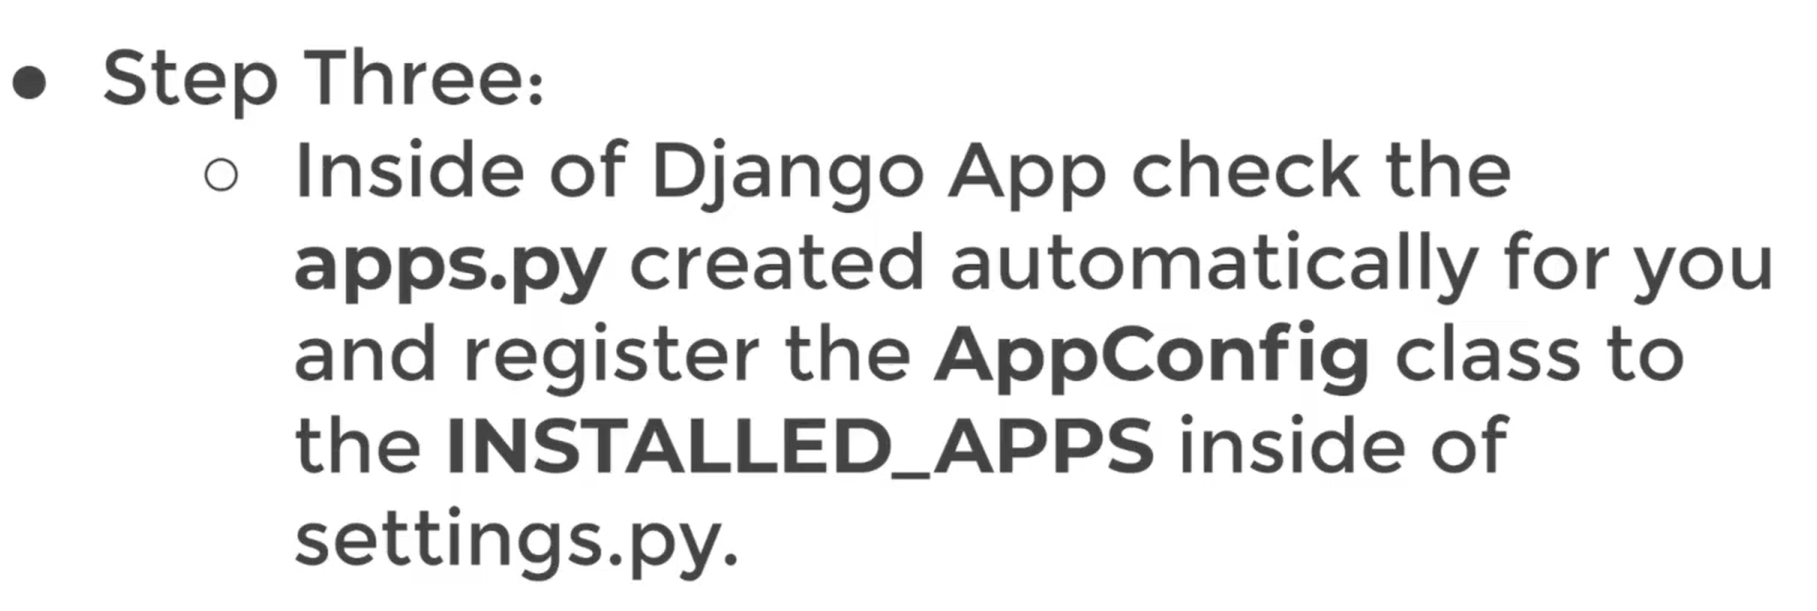 ● Step Three:
○ Inside of Django App check the
apps.py created automatically for you
and register the AppConfig class to
the INSTALLED_APPS inside of
settings.py.